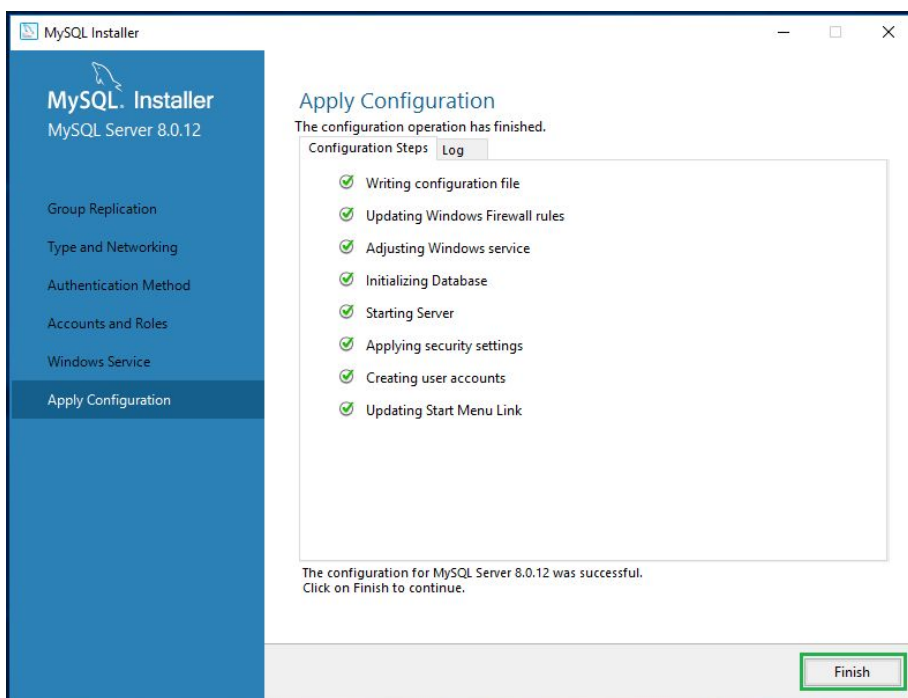 MySQL Installer
MySQL. Installer
MySQL Server 8.0.12
Group Replication
Type and Networking
Authentication Method
Accounts and Roles
Windows Service
Apply Configuration
Apply Configuration
The configuration operation has finished.
Configuration Steps Log
Writing configuration file
Updating Windows Firewall rules
Adjusting Windows service
Initializing Database
Starting Server
Applying security settings
Creating user accounts
Updating Start Menu Link
The configuration for MySQL Server 8.0.12 was successful.
Click on Finish to continue.
Finish